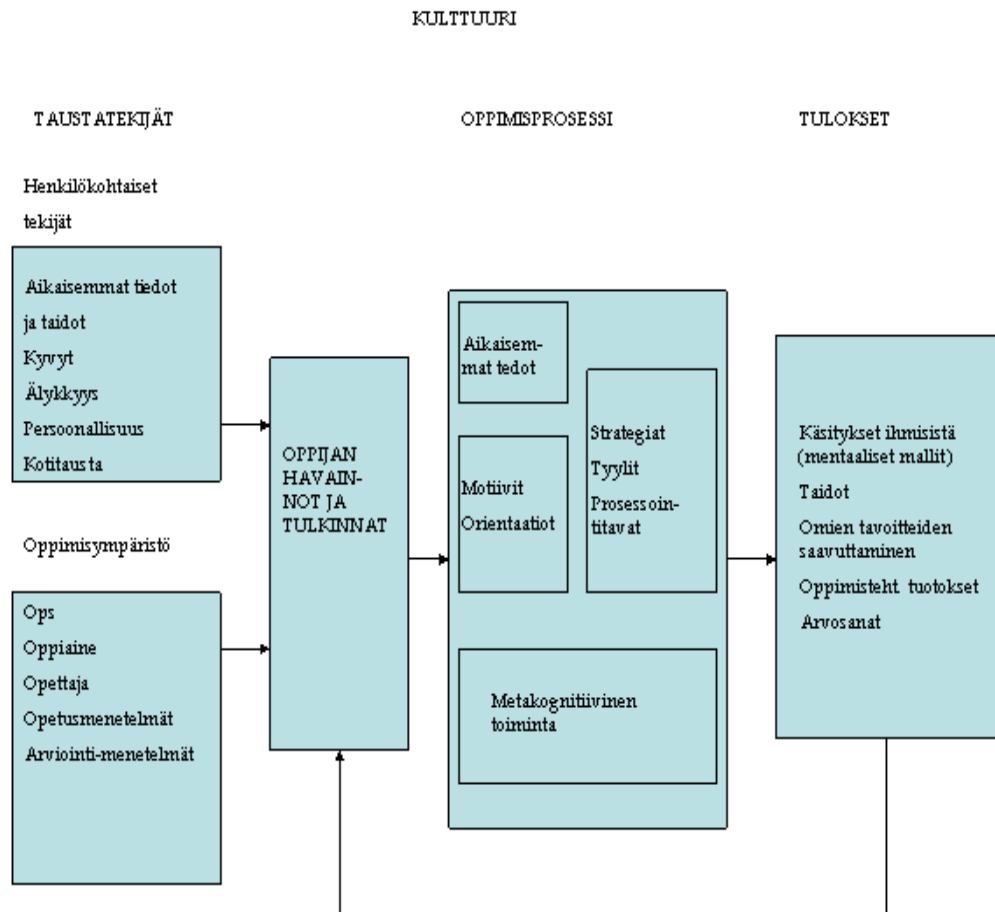 KULTTUURI
TAUSTATEKIJÄT
OPPIMISPROSESSI
TULOKSET
Henkilökohtaiset
tekijät
Aikaisemmat tiedot
ja taidot
Kyvyt
Älykkyys
Persoonallisuus
Kotitausta
Oppimisympäristö
Ops
Oppiaine
Opettaja
Opetusmenetelmät
Arviointi-menetelmät
OPPIJAN
HAVAIN-
NOT JA
TULKINNAT
Aikaisem-
mat tedot
Motiivit
Orientaatiot
Strategiat
Tyylit
Prosessoin-
titavat
Metakognitiivinen
toiminta
Käsitykset ihmisistä
(mentaaliset mallit)
Taidot
Omien tavoitteiden
saavuttaminen
Oppimisteht. tuotokset
Arvosanat